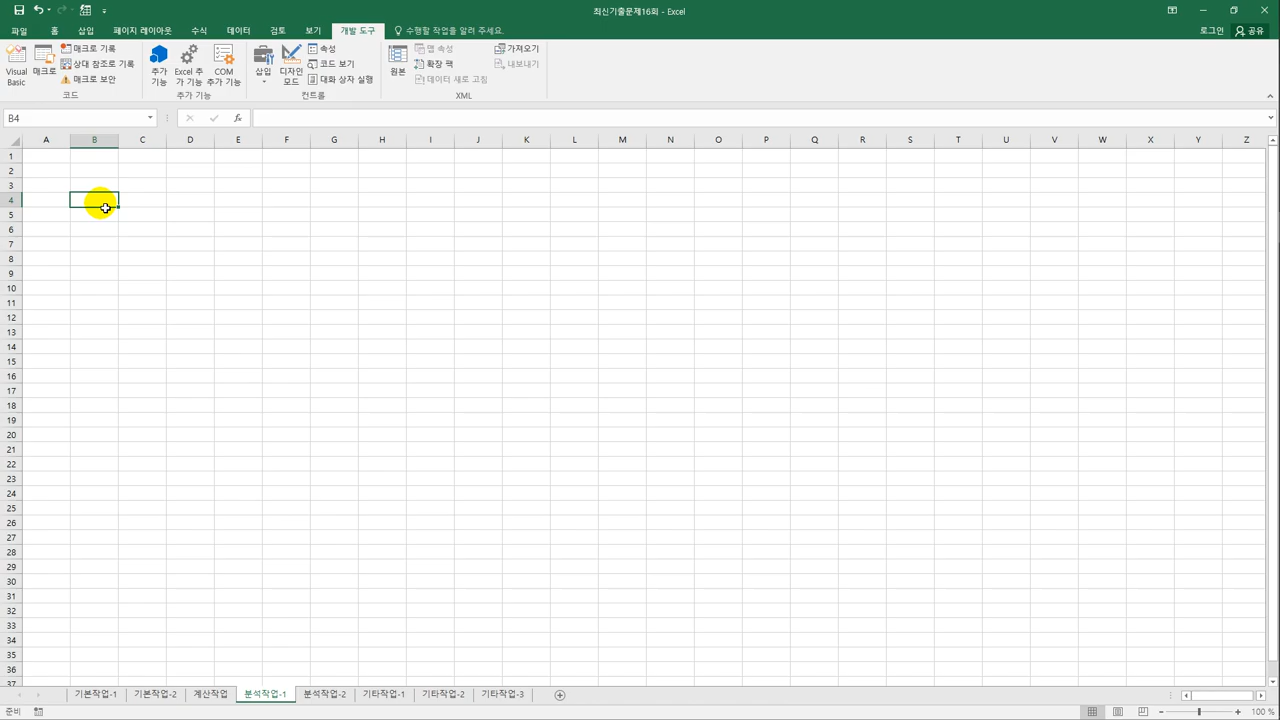 최신기출문제16회 - Excel
파일 홈 삽입 페이지 레이아웃 수식 데이터 검토 보기 개발 도구 수행할 작업을 알려 주세요. 로그인 공유
Visual Basic
매크로
매크로 기록
상대 참조로 기록
매크로 보안
코드
추가 기능
Excel 추가 기능
COM 추가 기능
추가 기능
삽입
디자인 모드
속성
코드 보기
대화 상자 실행
컨트롤
원본
맵 속성
확장 팩
데이터 새로 고침
가져오기
내보내기
XML
B4 fx
A B C D E F G H I J K L M N O P Q R S T U V W X Y Z
1
2
3
4
5
6
7
8
9
10
11
12
13
14
15
16
17
18
19
20
21
22
23
24
25
26
27
28
29
30
31
32
33
34
35
36
37
기본작업-1 기본작업-2 계산작업 분석작업-1 분석작업-2 기타작업-1 기타작업-2 기타작업-3
준비 100 %